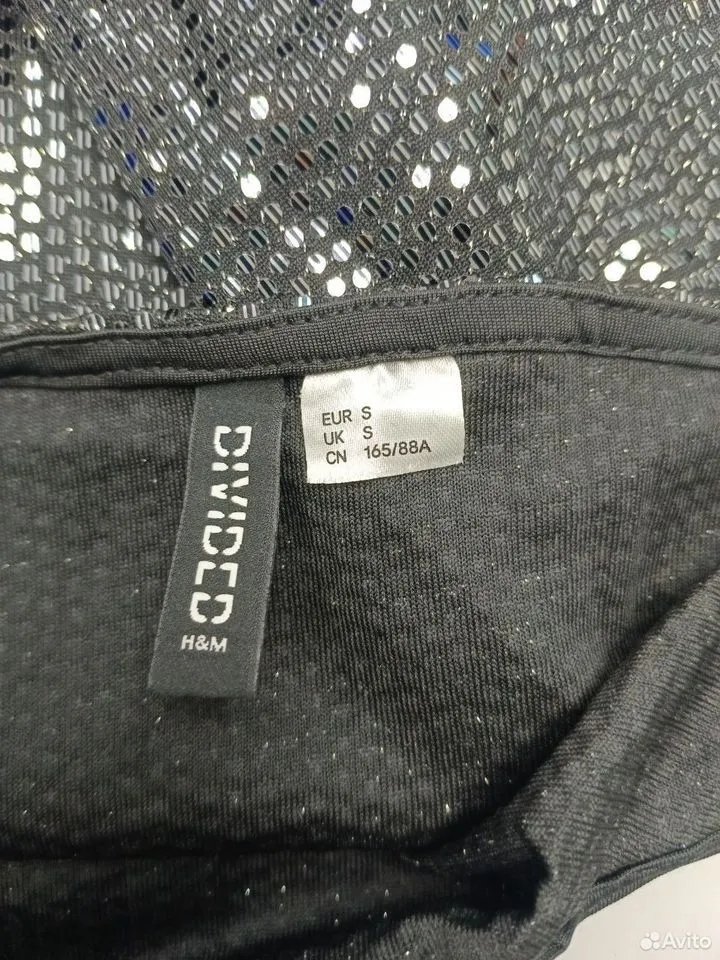 DIVIDED
H&M
EUR S
UK S
CN 165/88A
Avito